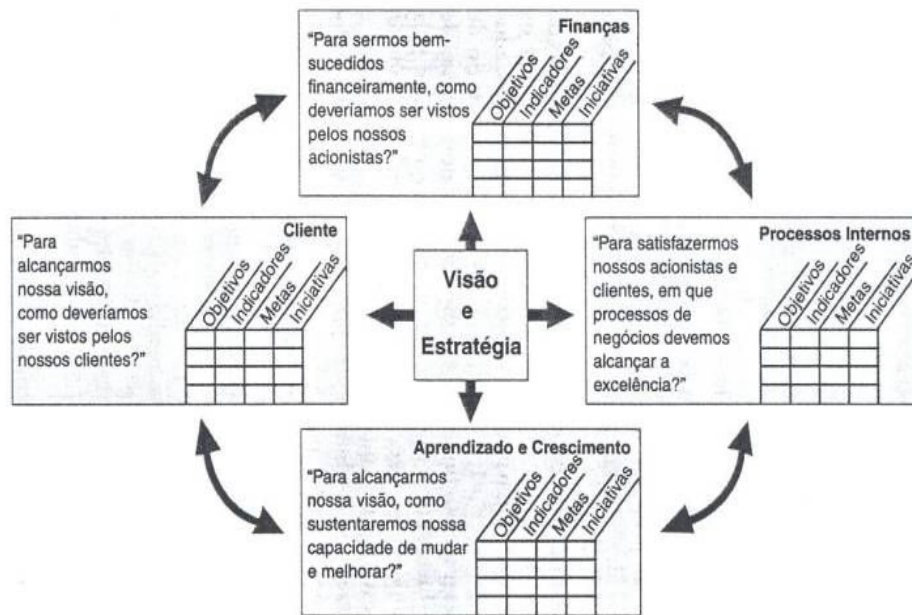 Finanças
“Para sermos bem-
sucedidos
financeiramente, como
deveríamos ser vistos
pelos nossos
acionistas?”
Objetivos
Indicadores
Metas
Iniciativas
Cliente
“Para
alcançarmos
nossa visão,
como deveríamos
ser vistos pelos
nossos clientes?”
Objetivos
Indicadores
Metas
Iniciativas
Visão
e
Estratégia
Processos Internos
“Para satisfazermos
nossos acionistas e
clientes, em que
processos de
negócios devemos
alcançar a
excelência?”
Objetivos
Indicadores
Metas
Iniciativas
Aprendizado e Crescimento
“Para alcançarmos
nossa visão, como
sustentaremos nossa
capacidade de mudar
e melhorar?”
Objetivos
Indicadores
Metas
Iniciativas